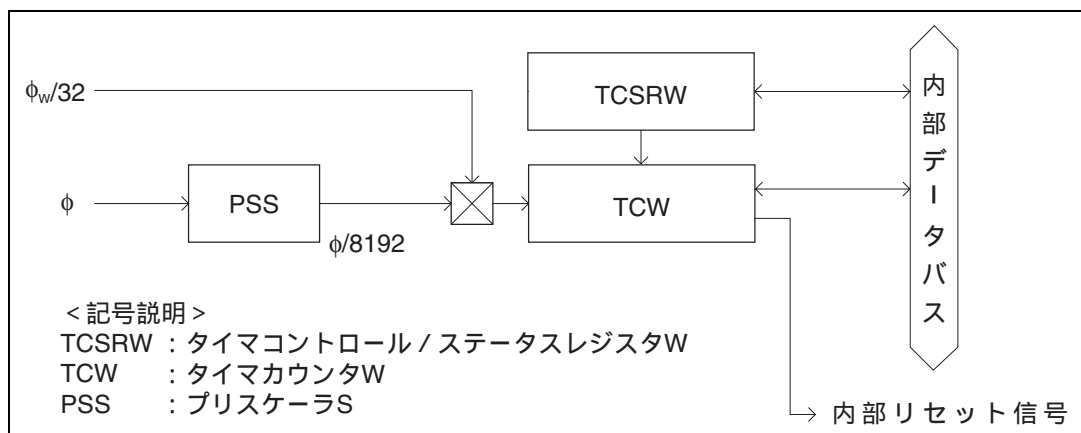 φw/32
TCSRW
φ
PSS
TCW
φ/8192
内部データバス
<記号説明>
TCSRW : タイマコントロール / ステータスレジスタW
TCW : タイマカウンタW
PSS : プリスケーラS
内部リセット信号